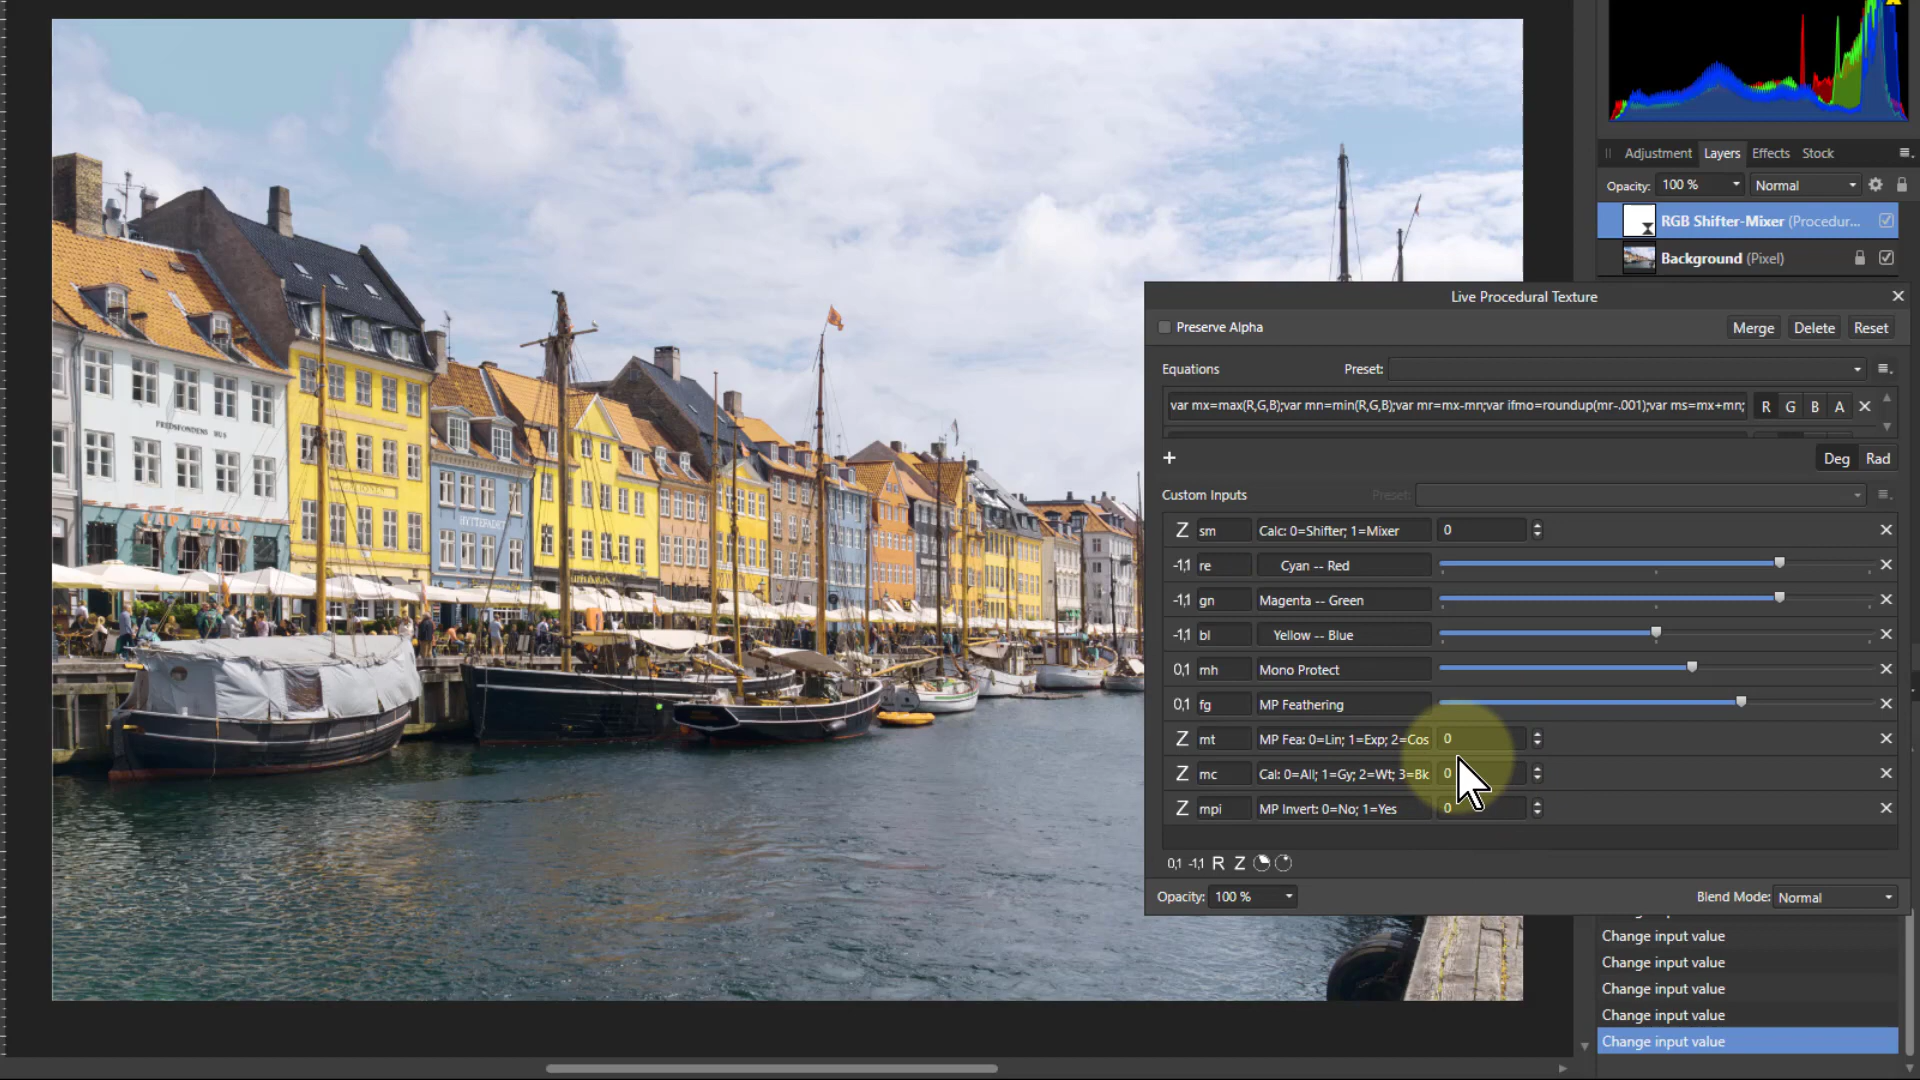 Adjustment Layers Effects Stock
Opacity: 100 % Normal
RGB Shifter-Mixer (Procedur...
Background (Pixel)
Live Procedural Texture
Preserve Alpha Merge Delete Reset
Equations Preset:
var mx=max(R,G,B);var mn=min(R,G,B);var mr=mx-mn;var ifmo=roundup(mr-.001);var ms=mx+mn; R G B A
Deg Rad
Custom Inputs Preset:
Z sm Calc: 0=Shifter; 1=Mixer 0
-1,1 re Cyan -- Red
-1,1 gn Magenta -- Green
-1,1 bl Yellow -- Blue
0,1 mh Mono Protect
0,1 fg MP Feathering
Z mt MP Fea: 0=Lin; 1=Exp; 2=Cos 0
Z mc Cal: 0=All; 1=Gy; 2=Wt; 3=Bk 0
Z mpi MP Invert: 0=No; 1=Yes 0
0,1 -1,1 R Z
Opacity: 100 % Blend Mode: Normal
Change input value
Change input value
Change input value
Change input value
Change input value
FREDSFONDENS HUS
HYTTEFADET